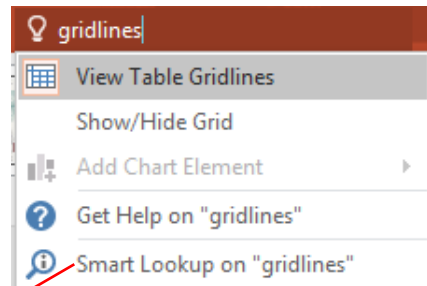 gridlines
View Table Gridlines
Show/Hide Grid
Add Chart Element
Get Help on "gridlines"
Smart Lookup on "gridlines"